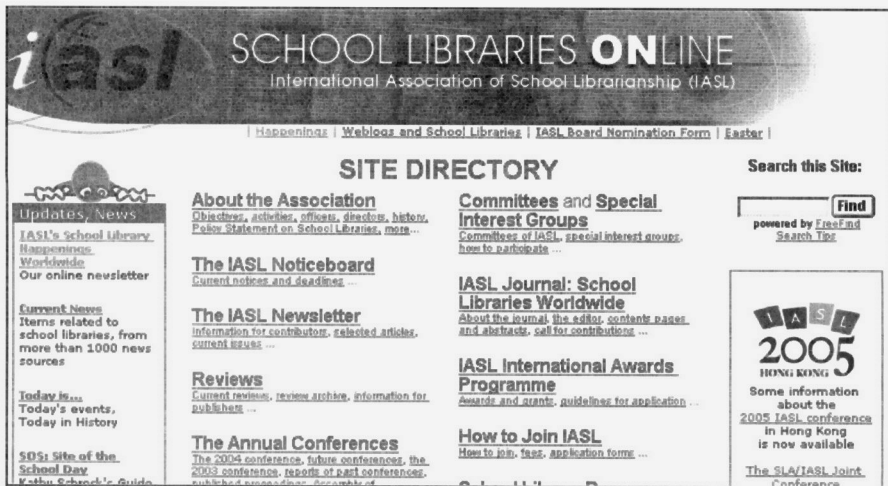 iasl
SCHOOL LIBRARIES ONLINE
International Association of School Librarianship (IASL)
| Happenings | Weblogs and School Libraries | IASL Board Nomination Form | Easter |
Updates, News
IASL's School Library
Happenings
Worldwide
Our online newsletter
Current News
Items related to
school libraries, from
more than 1000 news
sources
Today is...
Today's events,
Today in History
SOS: Site of the
School Day
Kathy Schrock's Guide
SITE DIRECTORY
About the Association
Objectives, activities, officers, directors, history,
Policy Statement on School Libraries, more...
The IASL Noticeboard
Current notices and deadlines ...
The IASL Newsletter
Information for contributors, selected articles,
current issues ...
Reviews
Current reviews, review archive, information for
publishers ...
The Annual Conferences
The 2004 conference, future conferences, the
2003 conference, reports of past conferences,
published proceedings, Assembly of
Committees and Special
Interest Groups
Committees of IASL, special interest groups,
how to participate ...
IASL Journal: School
Libraries Worldwide
About the journal, the editor, contents pages
and abstracts, call for contributions ...
IASL International Awards
Programme
Awards and grants, guidelines for application ...
How to Join IASL
How to join, fees, application forms ...
Search this Site:
Find
powered by FreeFind
Search Tips
IASL
2005
HONG KONG
Some information
about the
2005 IASL conference
in Hong Kong
is now available
The SLA/IASL Joint
Conference